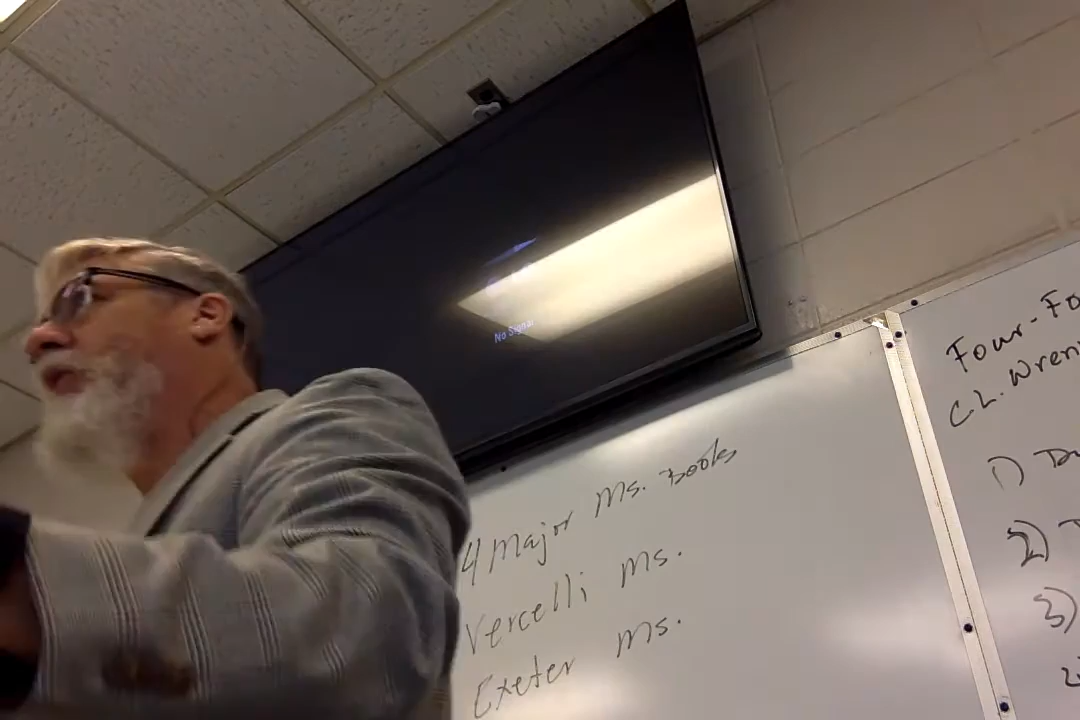 No Signal
4 Major Ms. Books
Vercelli Ms.
Exeter Ms.
Four-Fo
C.L. Wren
1) D
2)
3)